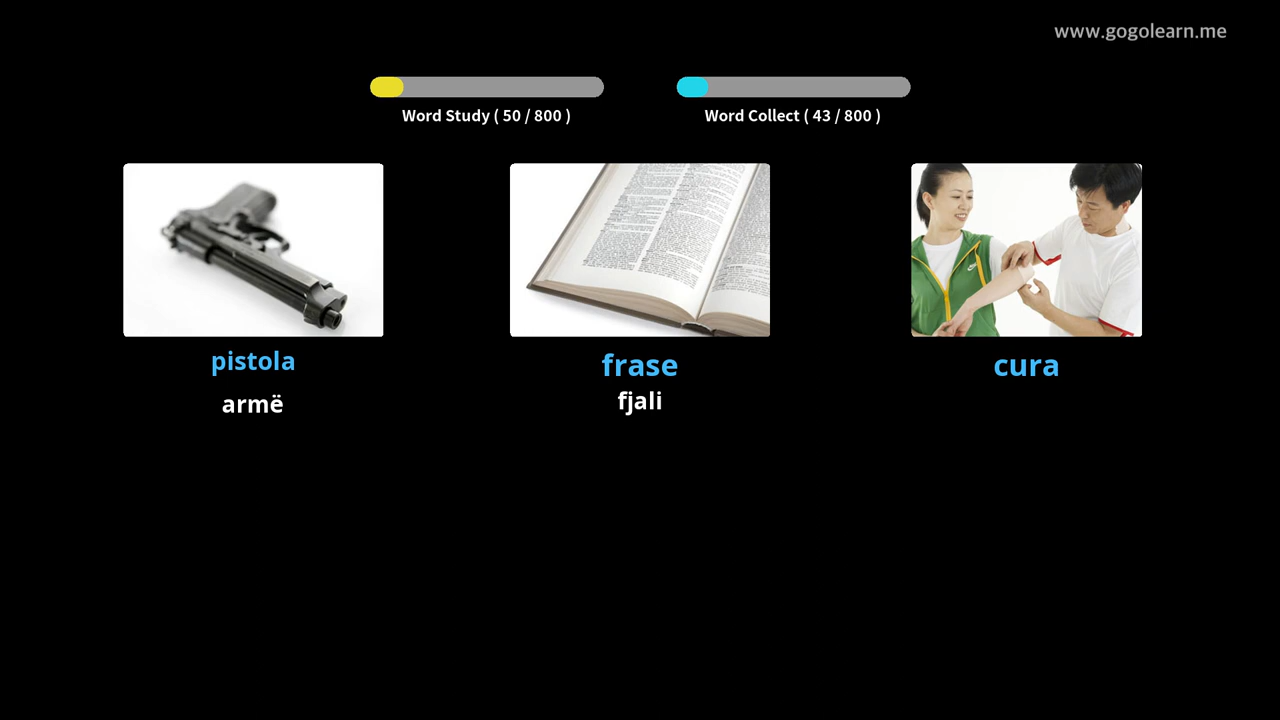 www.gogolearn.me
Word Study ( 50 / 800 )
Word Collect ( 43 / 800 )
pistola
armë
frase
fjali
cura